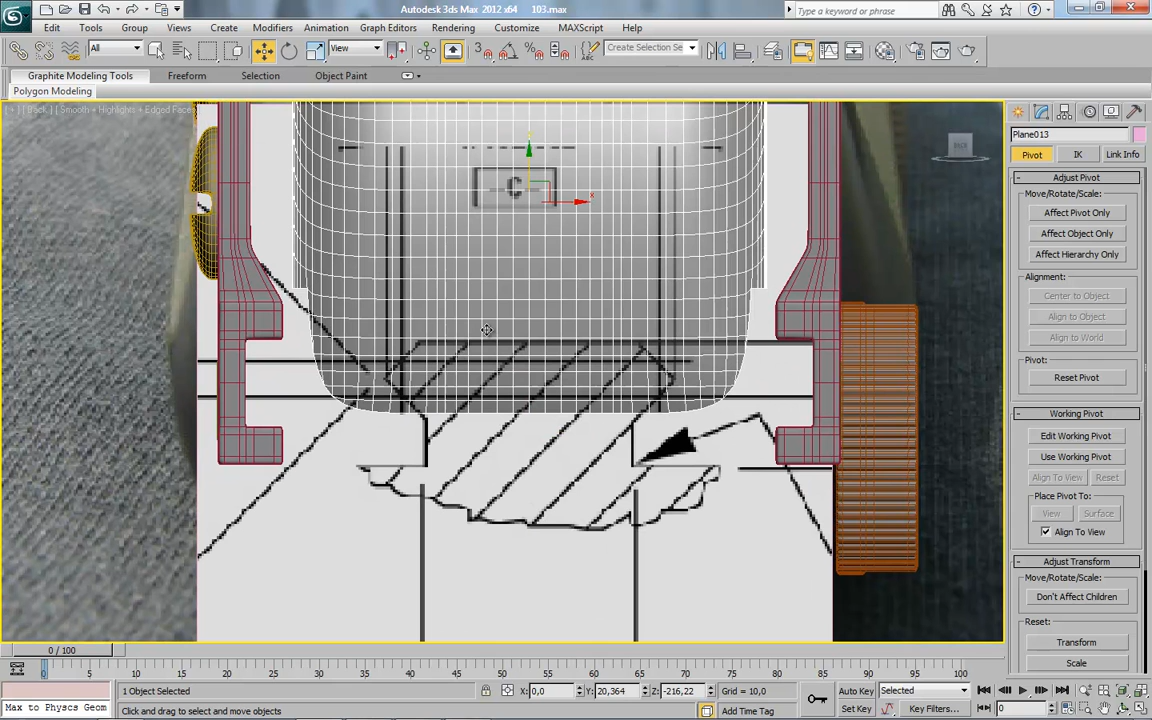 Autodesk 3ds Max 2012 x64   103.max
Type a keyword or phrase
Edit Tools Group Views Create Modifiers Animation Graph Editors Rendering Customize MAXScript Help
All View Create Selection Se
Graphite Modeling Tools Freeform Selection Object Paint
Polygon Modeling
[ + ] [ Back ] [ Smooth + Highlights + Edged Faces
C
x
Plane013
Pivot IK Link Info
- Adjust Pivot
Move/Rotate/Scale:
Affect Pivot Only
Affect Object Only
Affect Hierarchy Only
Alignment:
Center to Object
Align to Object
Align to World
Pivot:
Reset Pivot
- Working Pivot
Edit Working Pivot
Use Working Pivot
Align To View Reset
Place Pivot To:
View Surface
Align To View
- Adjust Transform
Move/Rotate/Scale:
Don't Affect Children
Reset:
Transform
Scale
0 / 100
0 5 10 15 20 25 30 35 40 45 50 55 60 65 70 75 80 85 90 95 100
1 Object Selected X: 0,0 Y: 20,364 Z: -216,22 Grid = 10,0 Auto Key Selected
Max to Physcs Geom Click and drag to select and move objects Add Time Tag Set Key Key Filters... 0